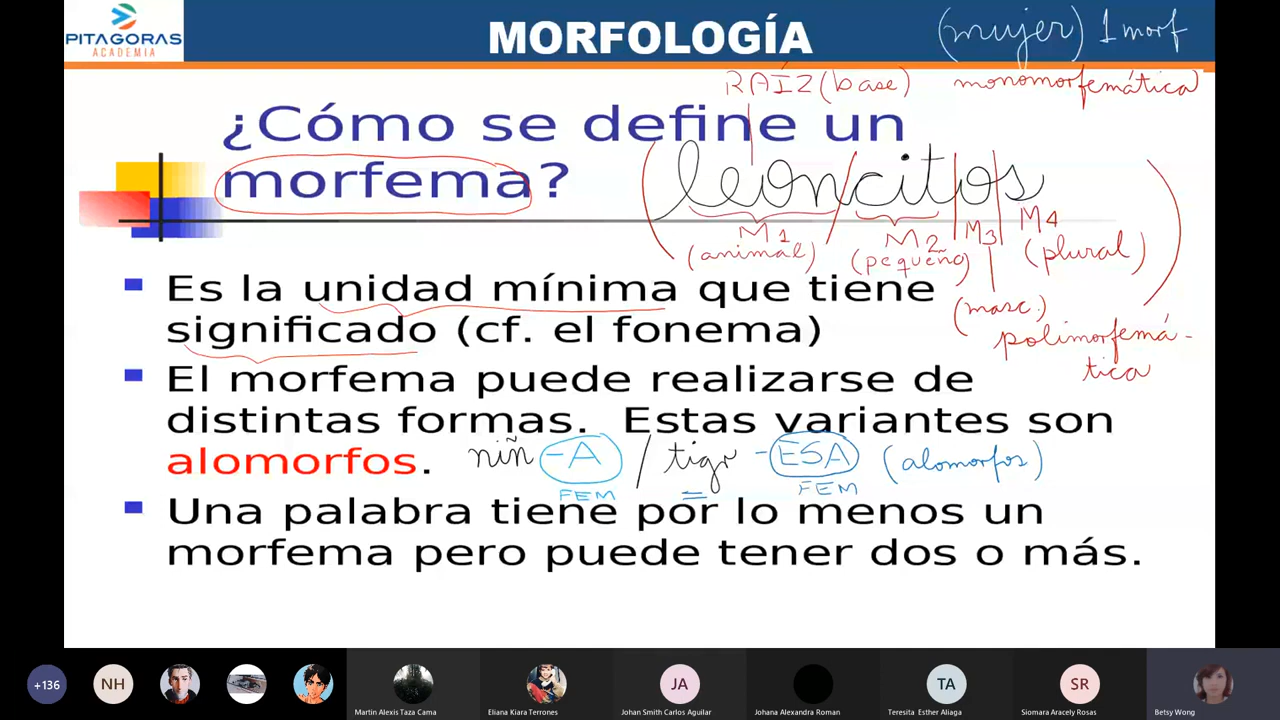 PITAGORAS
ACADEMIA
MORFOLOGÍA
(mujer) 1 morf
RAÍZ (base)
monomorfemática
¿Cómo se define un
morfema?
leoncitos
M1
M2
M3
M4
(animal)
(pequeño)
(plural)
(masc.)
polimorfemá-
tica
Es la unidad mínima que tiene
significado (cf. el fonema)
El morfema puede realizarse de
distintas formas. Estas variantes son
alomorfos.
niñ -A / tigr -ESA (alomorfos)
FEM
FEM
Una palabra tiene por lo menos un
morfema pero puede tener dos o más.
+136
NH
JA
TA
SR
Martín Alexis Taza Cama
Eliana Kiara Terrones
Johan Smith Carlos Aguilar
Johana Alexandra Roman
Teresita Esther Aliaga
Siomara Aracely Rosas
Betsy Wong